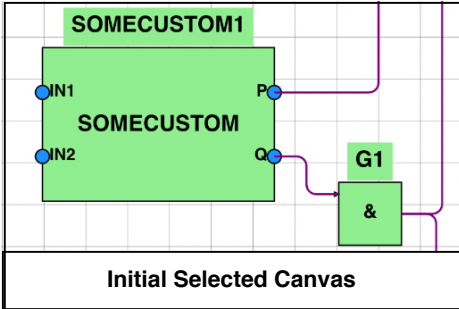 SOMECUSTOM1
IN1
P
SOMECUSTOM
IN2
Q
G1
&
Initial Selected Canvas